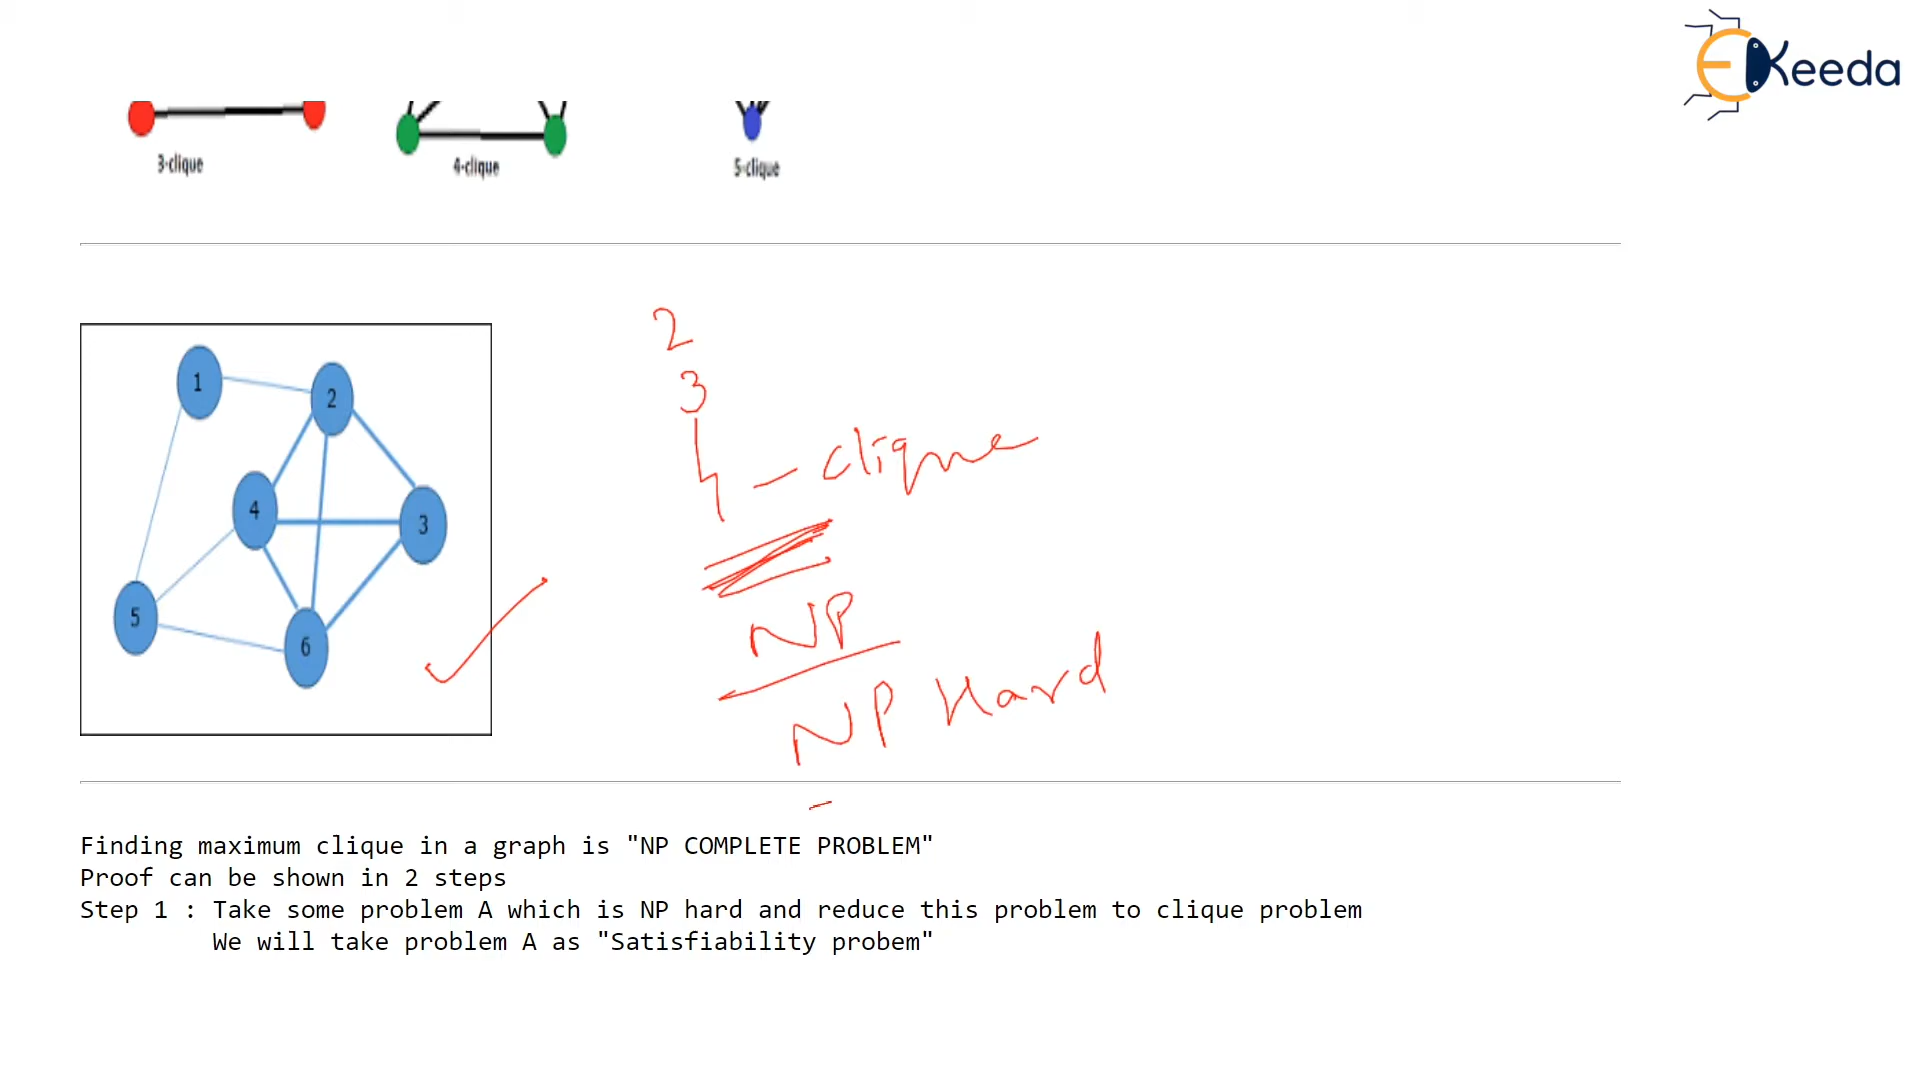 EKeeda
3-clique 4-clique 5-clique
1
2
4
3
5
6
2
3
4 - clique
NP
NP Hard
Finding maximum clique in a graph is "NP COMPLETE PROBLEM"
Proof can be shown in 2 steps
Step 1 : Take some problem A which is NP hard and reduce this problem to clique problem
We will take problem A as "Satisfiability probem"